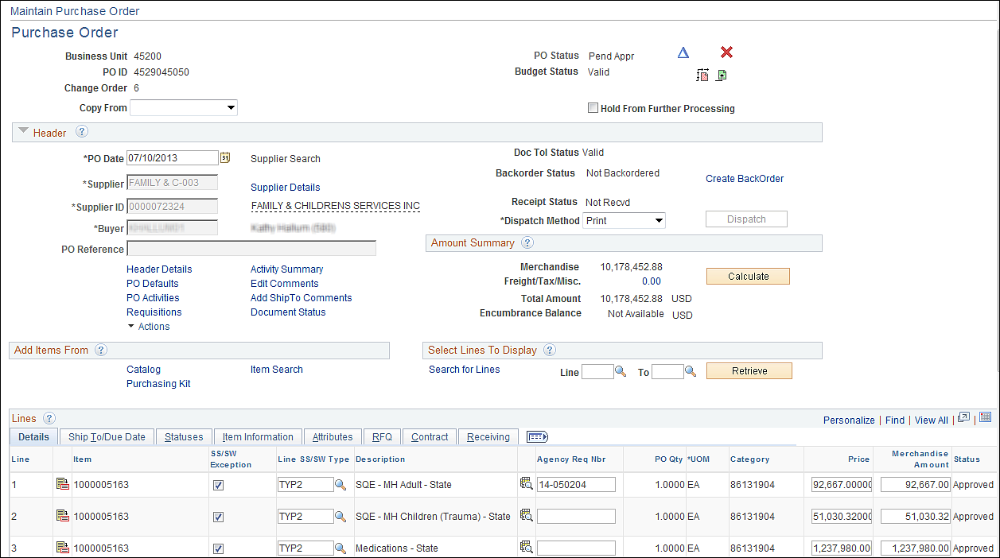 Maintain Purchase Order
Purchase Order
Business Unit 45200
PO ID 4529045050
Change Order 6
Copy From
PO Status Pend Appr
Budget Status Valid
Hold From Further Processing
Header ?
*PO Date 07/10/2013 31
*Supplier FAMILY & C-003
*Supplier ID 0000072324
*Buyer
PO Reference
Supplier Search
Supplier Details
FAMILY & CHILDRENS SERVICES INC
Doc Tol Status Valid
Backorder Status Not Backordered
Create BackOrder
Receipt Status Not Recvd
*Dispatch Method Print
Dispatch
Header Details Activity Summary
PO Defaults Edit Comments
PO Activities Add ShipTo Comments
Requisitions Document Status
Actions
Amount Summary ?
Merchandise 10,178,452.88
Calculate
Freight/Tax/Misc. 0.00
Total Amount 10,178,452.88 USD
Encumbrance Balance Not Available USD
Add Items From ?
Catalog Item Search
Purchasing Kit
Select Lines To Display ?
Search for Lines Line To Retrieve
Lines ?
Personalize | Find | View All | |
Details Ship To/Due Date Statuses Item Information Attributes RFQ Contract Receiving
Line Item SS/SW Exception Line SS/SW Type Description Agency Req Nbr PO Qty *UOM Category Price Merchandise Amount Status
1 1000005163 TYP2 SQE - MH Adult - State 14-050204 1.0000 EA 86131904 92,667.00000 92,667.00 Approved
2 1000005163 TYP2 SQE - MH Children (Trauma) - State 1.0000 EA 86131904 51,030.32000 51,030.32 Approved
3 1000005163 TYP2 Medications - State 1.0000 EA 86131904 1,237,980.00 1,237,980.00 Approved